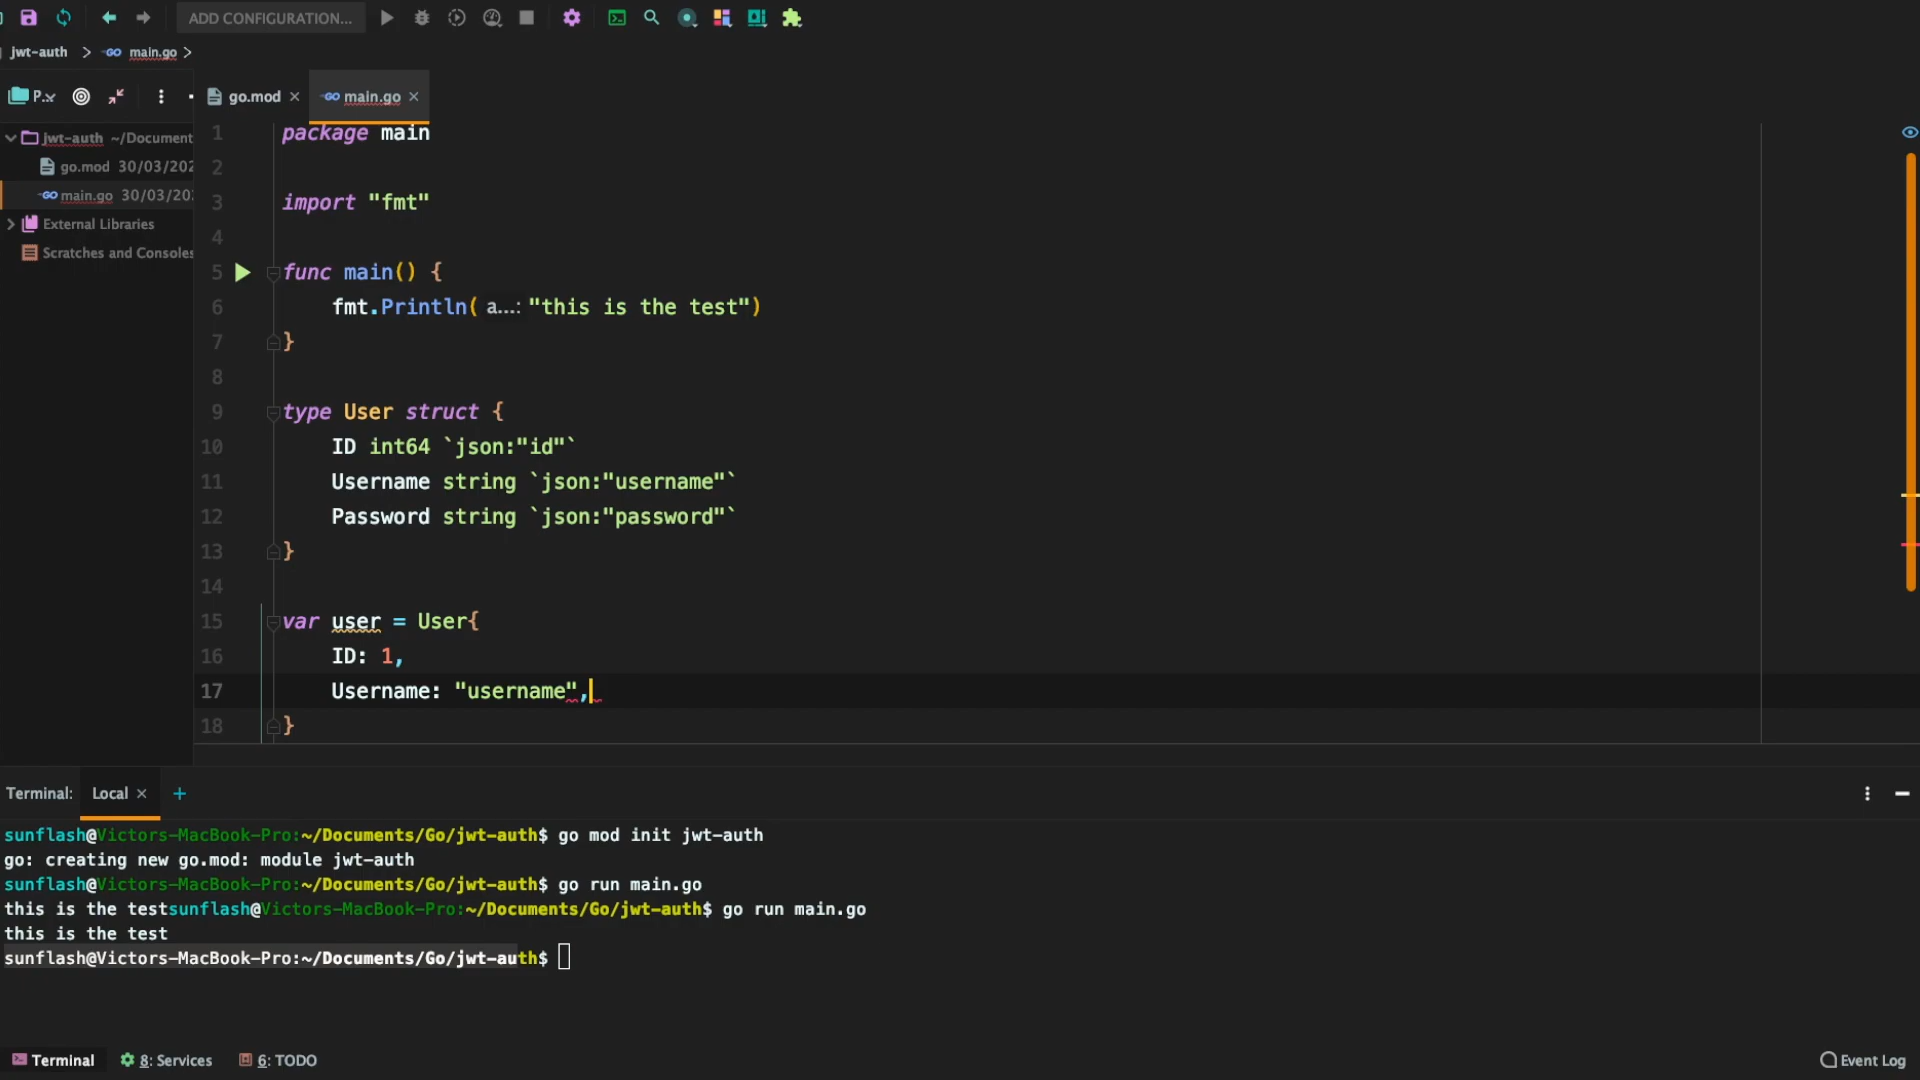 ADD CONFIGURATION...
jwt-auth > main.go >
P..
go.mod
main.go
jwt-auth ~/Document
go.mod 30/03/202
main.go 30/03/202
External Libraries
Scratches and Consoles
1 package main
2
3 import "fmt"
4
5 func main() {
6 fmt.Println( a...: "this is the test")
7 }
8
9 type User struct {
10 ID int64 `json:"id"`
11 Username string `json:"username"`
12 Password string `json:"password"`
13 }
14
15 var user = User{
16 ID: 1,
17 Username: "username",
18 }
Terminal: Local +
sunflash@Victors-MacBook-Pro:~/Documents/Go/jwt-auth$ go mod init jwt-auth
go: creating new go.mod: module jwt-auth
sunflash@Victors-MacBook-Pro:~/Documents/Go/jwt-auth$ go run main.go
this is the testsunflash@Victors-MacBook-Pro:~/Documents/Go/jwt-auth$ go run main.go
this is the test
sunflash@Victors-MacBook-Pro:~/Documents/Go/jwt-auth$
Terminal 8: Services 6: TODO Event Log